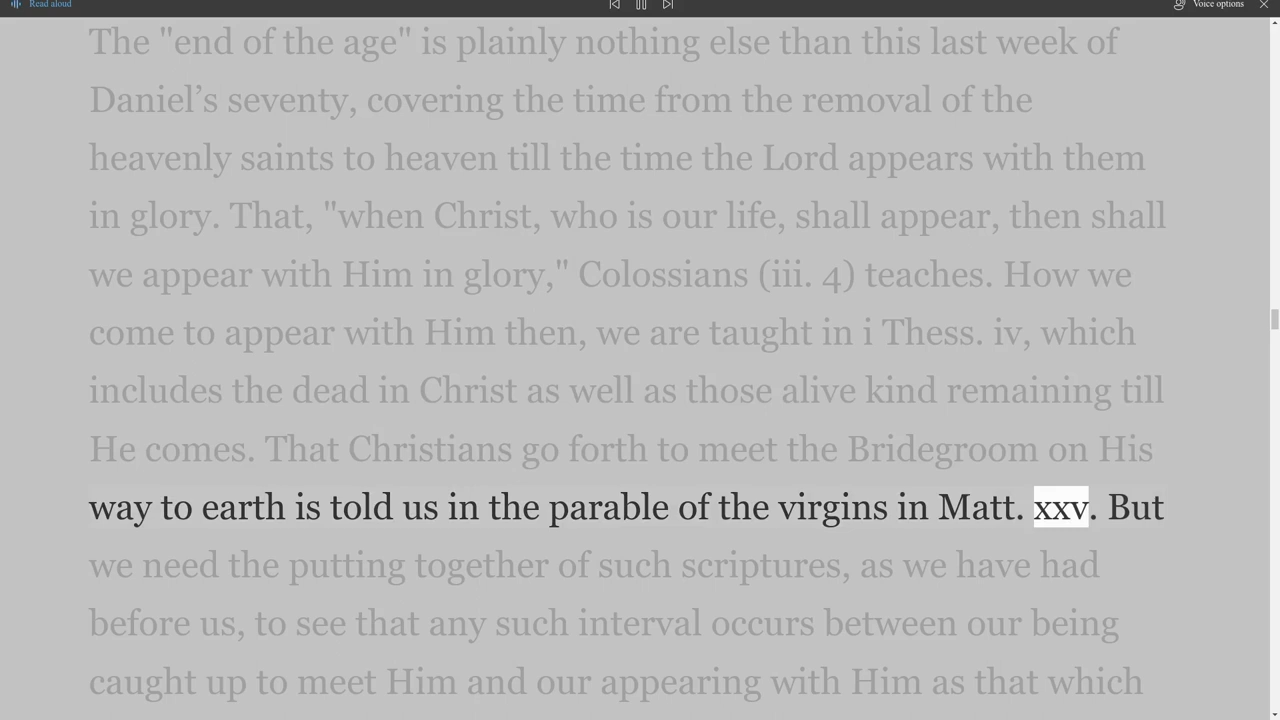 Read aloud
Voice options
The "end of the age" is plainly nothing else than this last week of
Daniel’s seventy, covering the time from the removal of the
heavenly saints to heaven till the time the Lord appears with them
in glory. That, "when Christ, who is our life, shall appear, then shall
we appear with Him in glory," Colossians (iii. 4) teaches. How we
come to appear with Him then, we are taught in i Thess. iv, which
includes the dead in Christ as well as those alive kind remaining till
He comes. That Christians go forth to meet the Bridegroom on His
way to earth is told us in the parable of the virgins in Matt. xxv. But
we need the putting together of such scriptures, as we have had
before us, to see that any such interval occurs between our being
caught up to meet Him and our appearing with Him as that which